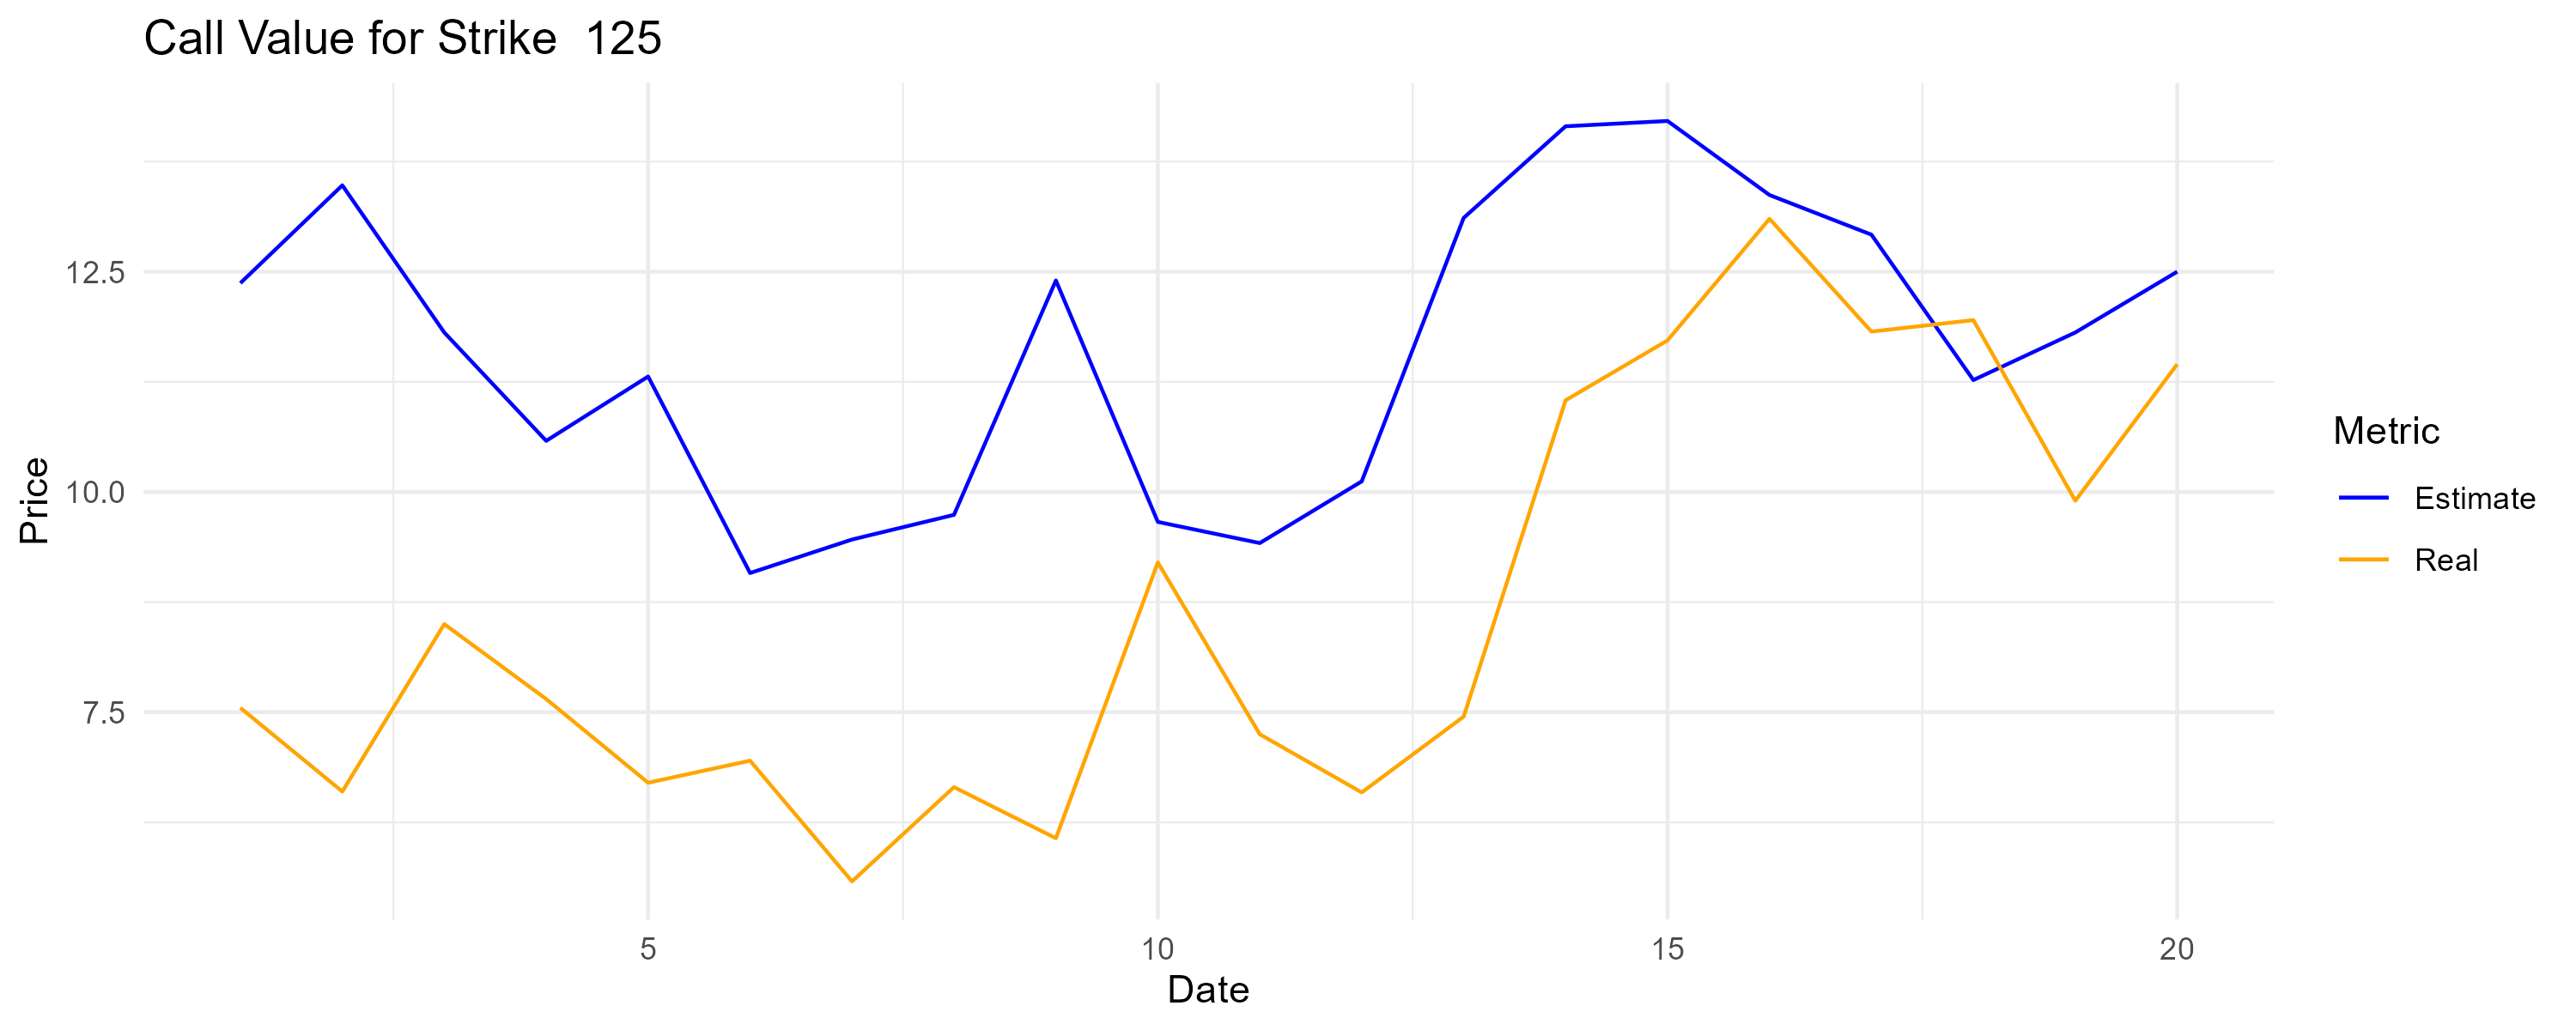 Call Value for Strike  125
Price
12.5
10.0
7.5
5
10
15
20
Date
Metric
Estimate
Real